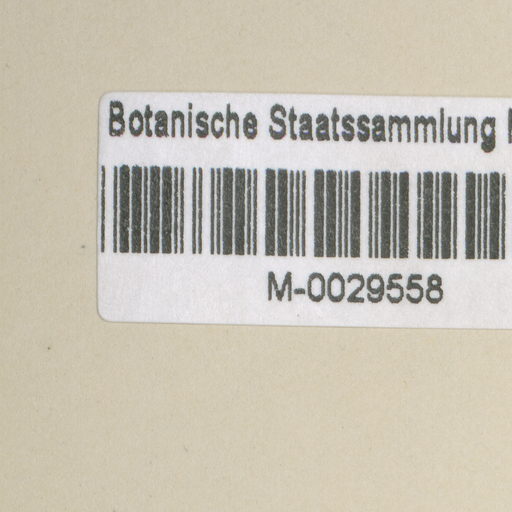 Botanische Staatssammlung
M-0029558